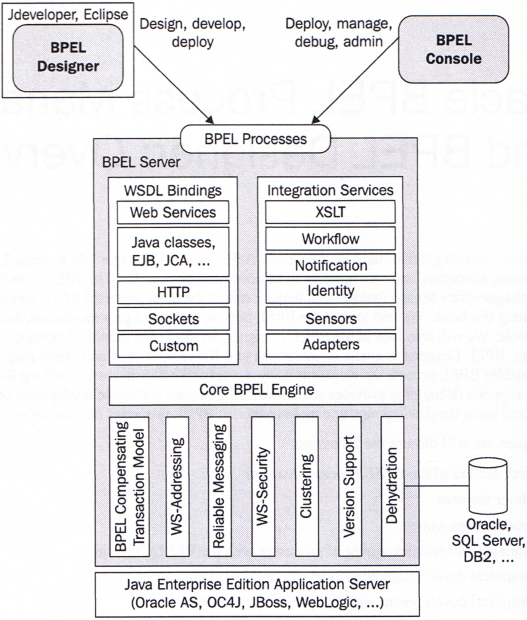 Jdeveloper, Eclipse
BPEL
Designer
Design, develop,
deploy
Deploy, manage,
debug, admin
BPEL
Console
BPEL Processes
BPEL Server
WSDL Bindings
Web Services
Java classes,
EJB, JCA, ...
HTTP
Sockets
Custom
Integration Services
XSLT
Workflow
Notification
Identity
Sensors
Adapters
Core BPEL Engine
BPEL Compensating
Transaction Model
WS-Addressing
Reliable Messaging
WS-Security
Clustering
Version Support
Dehydration
Oracle,
SQL Server,
DB2, ...
Java Enterprise Edition Application Server
(Oracle AS, OC4J, JBoss, WebLogic, ...)